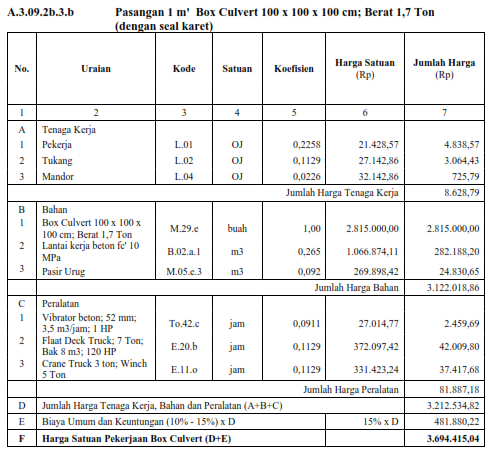 A.3.09.2b.3.b Pasangan 1 m' Box Culvert 100 x 100 x 100 cm; Berat 1,7 Ton
(dengan seal karet)
No. Uraian Kode Satuan Koefisien Harga Satuan (Rp) Jumlah Harga (Rp)
1 2 3 4 5 6 7
A Tenaga Kerja
1 Pekerja L.01 OJ 0,2258 21.428,57 4.838,57
2 Tukang L.02 OJ 0,1129 27.142,86 3.064,43
3 Mandor L.04 OJ 0,0226 32.142,86 725,79
Jumlah Harga Tenaga Kerja 8.628,79
B Bahan
1 Box Culvert 100 x 100 x
100 cm; Berat 1,7 Ton M.29.e buah 1,00 2.815.000,00 2.815.000,00
2 Lantai kerja beton fc' 10
MPa B.02.a.1 m3 0,265 1.066.874,11 282.188,20
3 Pasir Urug M.05.e.3 m3 0,092 269.898,42 24.830,65
Jumlah Harga Bahan 3.122.018,86
C Peralatan
1 Vibrator beton; 52 mm;
3,5 m3/jam; 1 HP To.42.c jam 0,0911 27.014,77 2.459,69
2 Flaat Deck Truck; 7 Ton;
Bak 8 m3; 120 HP E.20.b jam 0,1129 372.097,42 42.009,80
3 Crane Truck 3 ton; Winch
5 Ton E.11.o jam 0,1129 331.423,24 37.417,68
Jumlah Harga Peralatan 81.887,18
D Jumlah Harga Tenaga Kerja, Bahan dan Peralatan (A+B+C) 3.212.534,82
E Biaya Umum dan Keuntungan (10% - 15%) x D 15% x D 481.880,22
F Harga Satuan Pekerjaan Box Culvert (D+E) 3.694.415,04